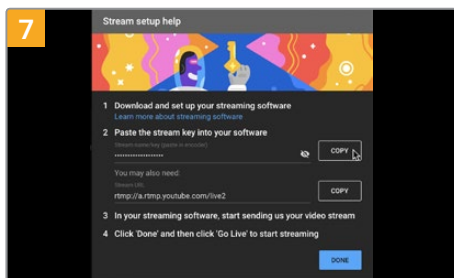 7
Stream setup help
1 Download and set up your streaming software
Learn more about streaming software
2 Paste the stream key into your software
Stream name/key (paste in encoder)
•••••••••••••••••••
COPY
You may also need:
Stream URL
rtmp://a.rtmp.youtube.com/live2
COPY
3 In your streaming software, start sending us your video stream
4 Click 'Done' and then click 'Go Live' to start streaming
DONE